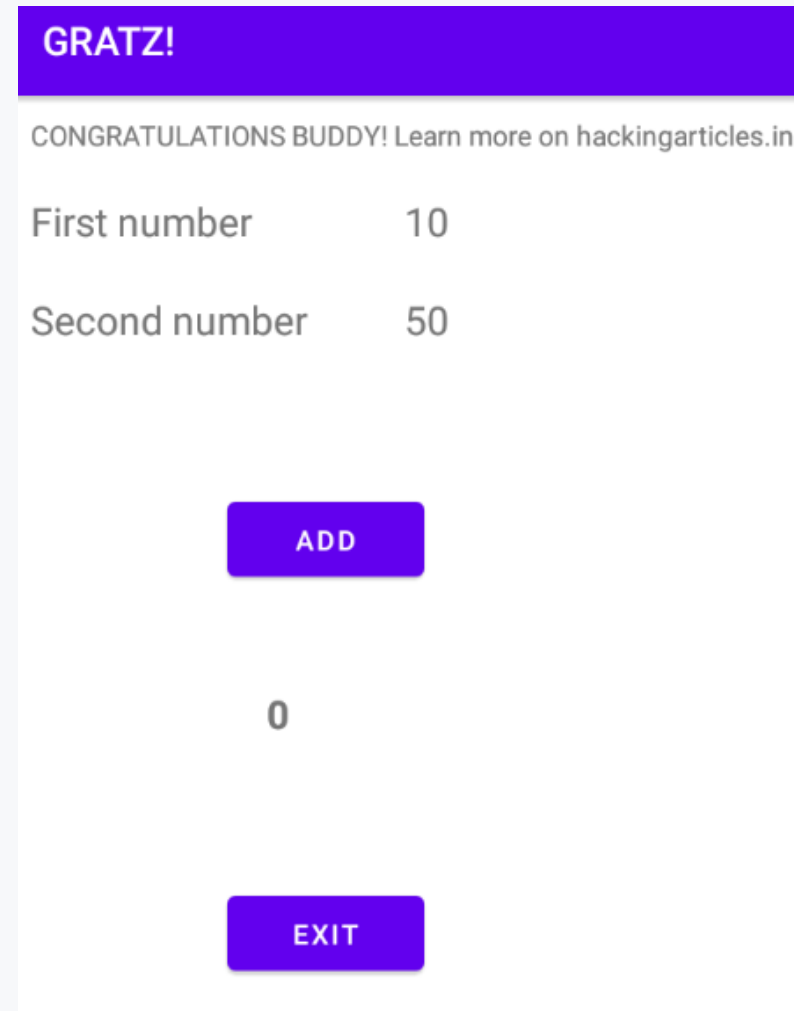 GRATZ!
CONGRATULATIONS BUDDY! Learn more on hackingarticles.in
First number 10
Second number 50
ADD
0
EXIT